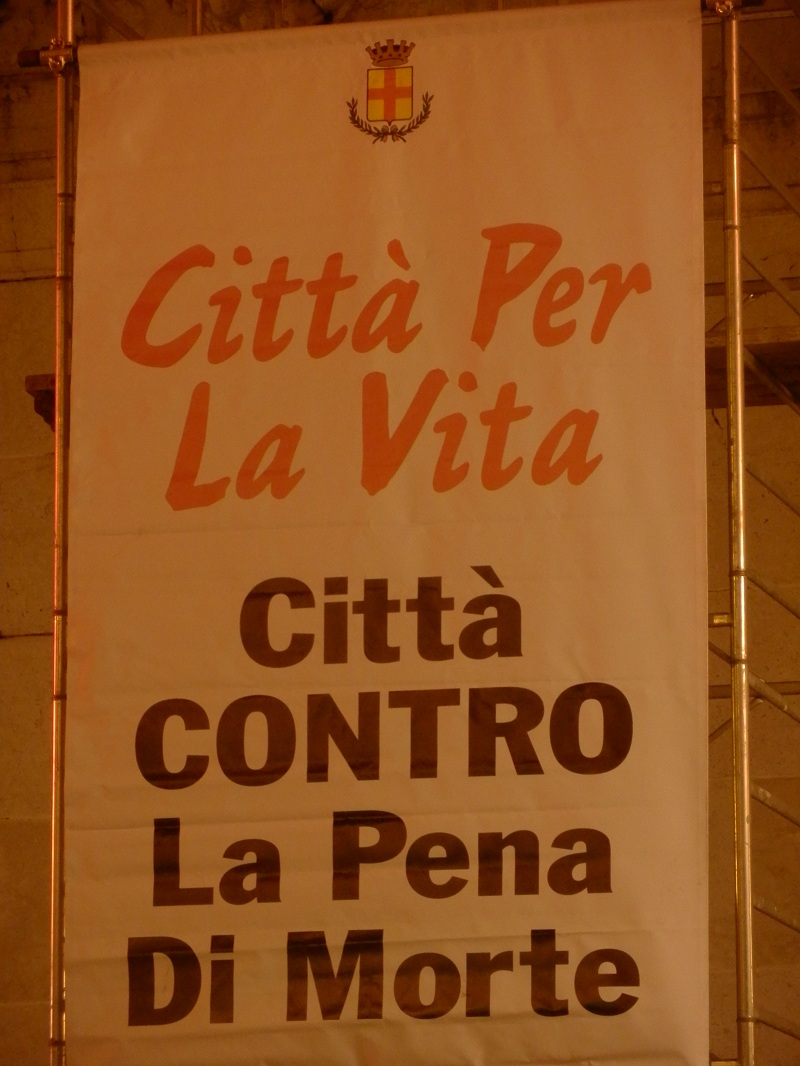 Città Per
La Vita
Città
CONTRO
La Pena
Di Morte